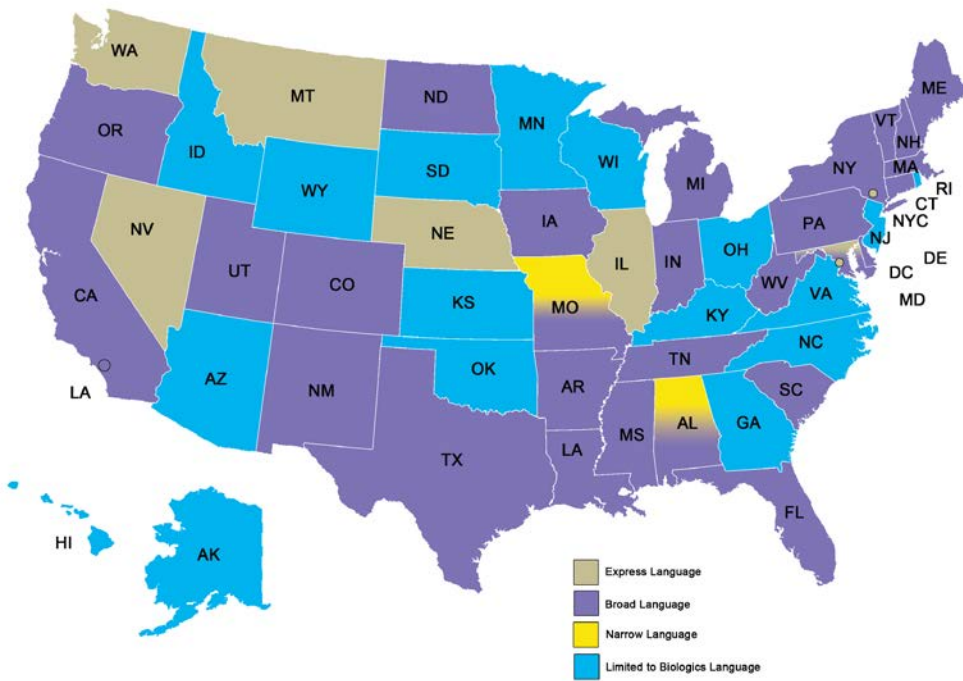 WA
MT
ND
MN
ME
VT
NH
OR
ID
SD
WI
NY
MA
WY
MI
RI
CT
NYC
NV
NE
IA
PA
NJ
IL
IN
OH
DE
UT
CO
DC
CA
KS
MO
WV
VA
MD
KY
LA
AZ
NM
OK
AR
TN
NC
SC
TX
LA
MS
AL
GA
FL
HI
AK
Express Language
Broad Language
Narrow Language
Limited to Biologics Language